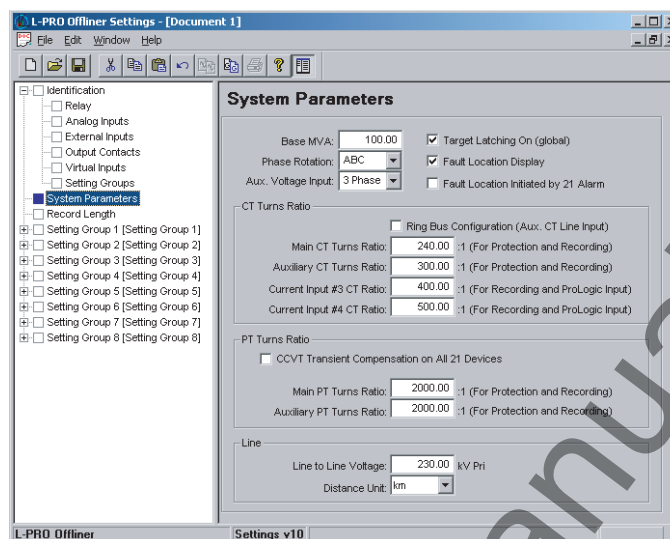 L-PRO Offliner Settings - [Document 1]
File Edit Window Help
Identification
Relay
Analog Inputs
External Inputs
Output Contacts
Virtual Inputs
Setting Groups
System Parameters
Record Length
Setting Group 1 [Setting Group 1]
Setting Group 2 [Setting Group 2]
Setting Group 3 [Setting Group 3]
Setting Group 4 [Setting Group 4]
Setting Group 5 [Setting Group 5]
Setting Group 6 [Setting Group 6]
Setting Group 7 [Setting Group 7]
Setting Group 8 [Setting Group 8]
System Parameters
Base MVA: 100.00 Target Latching On (global)
Phase Rotation: ABC Fault Location Display
Aux. Voltage Input: 3 Phase Fault Location Initiated by 21 Alarm
CT Turns Ratio
Ring Bus Configuration (Aux. CT Line Input)
Main CT Turns Ratio: 240.00 :1 (For Protection and Recording)
Auxiliary CT Turns Ratio: 300.00 :1 (For Protection and Recording)
Current Input #3 CT Ratio: 400.00 :1 (For Recording and ProLogic Input)
Current Input #4 CT Ratio: 500.00 :1 (For Recording and ProLogic Input)
PT Turns Ratio
CCVT Transient Compensation on All 21 Devices
Main PT Turns Ratio: 2000.00 :1 (For Protection and Recording)
Auxiliary PT Turns Ratio: 2000.00 :1 (For Protection and Recording)
Line
Line to Line Voltage: 230.00 kV Pri
Distance Unit: km
L-PRO Offliner Settings v10